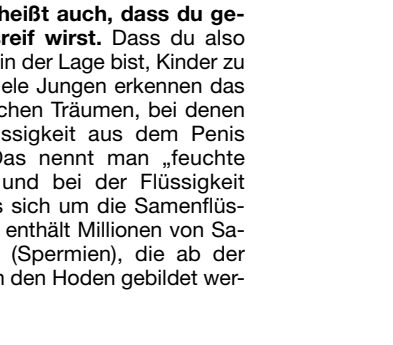 heißt auch, dass du ge-
reif wirst. Dass du also
in der Lage bist, Kinder zu
ele Jungen erkennen das
chen Träumen, bei denen
ssigkeit aus dem Penis
Das nennt man „feuchte
und bei der Flüssigkeit
s sich um die Samenflüs-
enthält Millionen von Sa-
(Spermien), die ab der
n den Hoden gebildet wer-